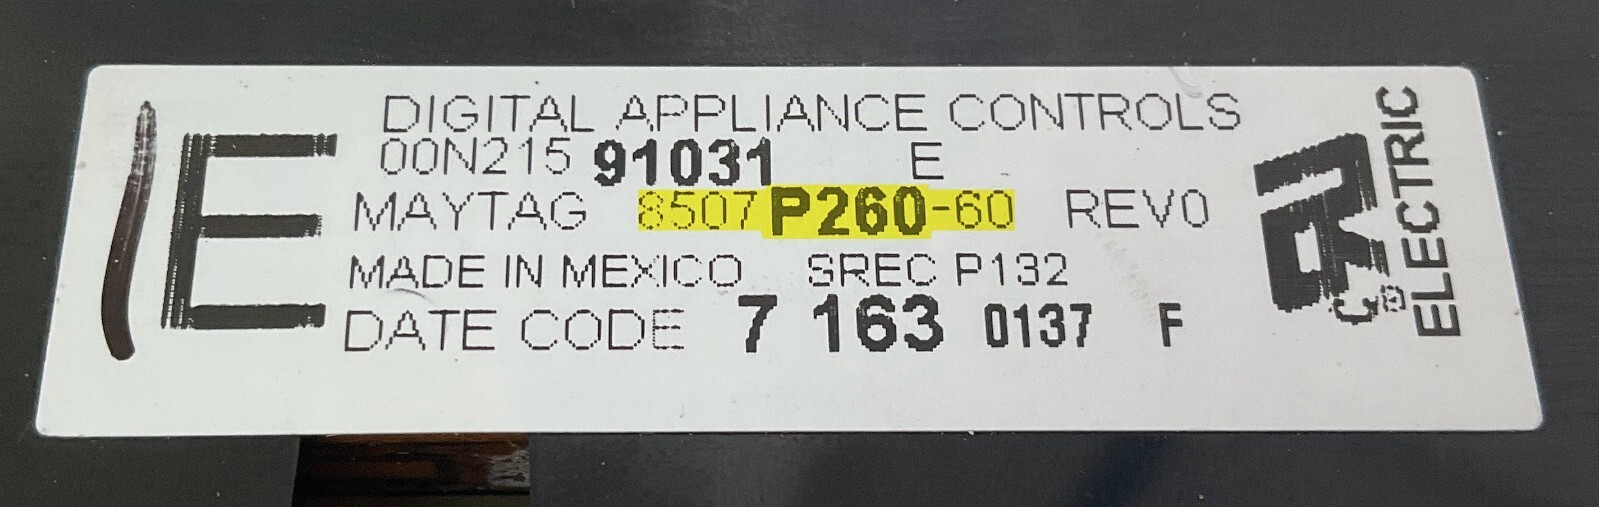 E
DIGITAL APPLIANCE CONTROLS
00N215 91031 E
MAYTAG 8507P260-60 REV0
MADE IN MEXICO SREC P132
DATE CODE 7 163 0137 F
ELECTRIC